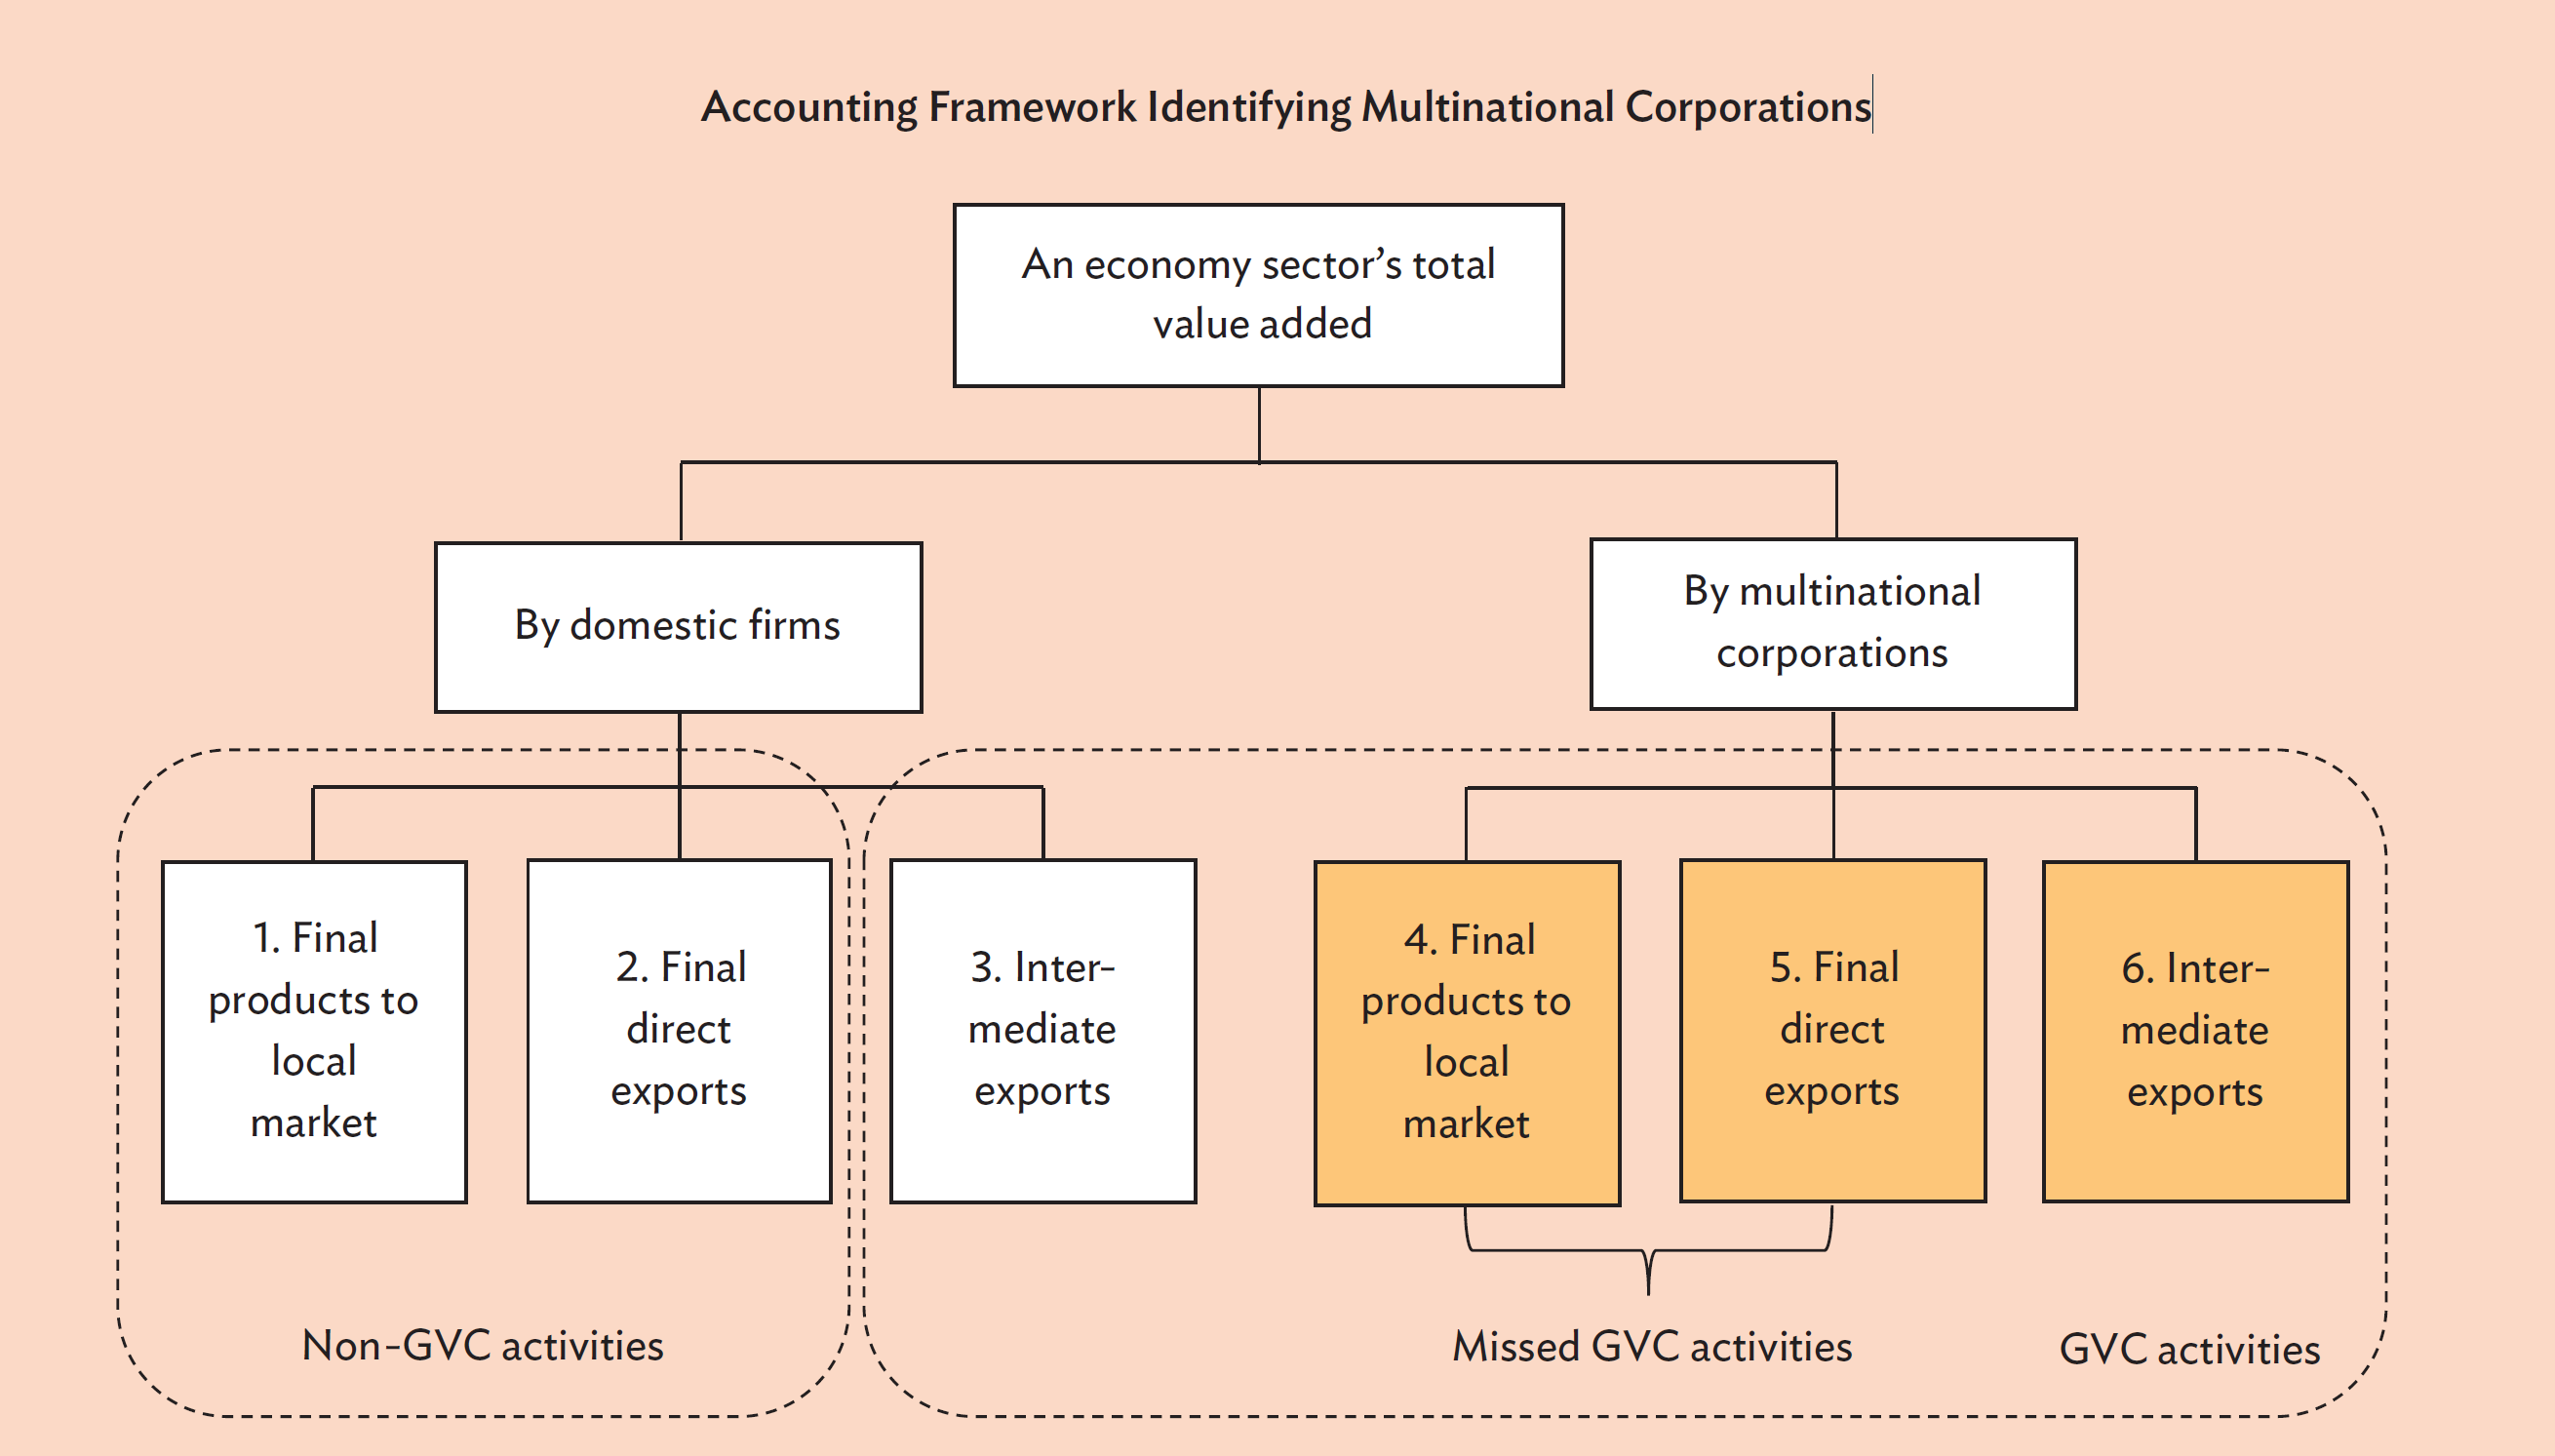 Accounting Framework Identifying Multinational Corporations
An economy sector’s total
value added
By domestic firms
By multinational
corporations
1. Final
products to
local
market
2. Final
direct
exports
3. Inter-
mediate
exports
4. Final
products to
local
market
5. Final
direct
exports
6. Inter-
mediate
exports
Non-GVC activities
Missed GVC activities
GVC activities